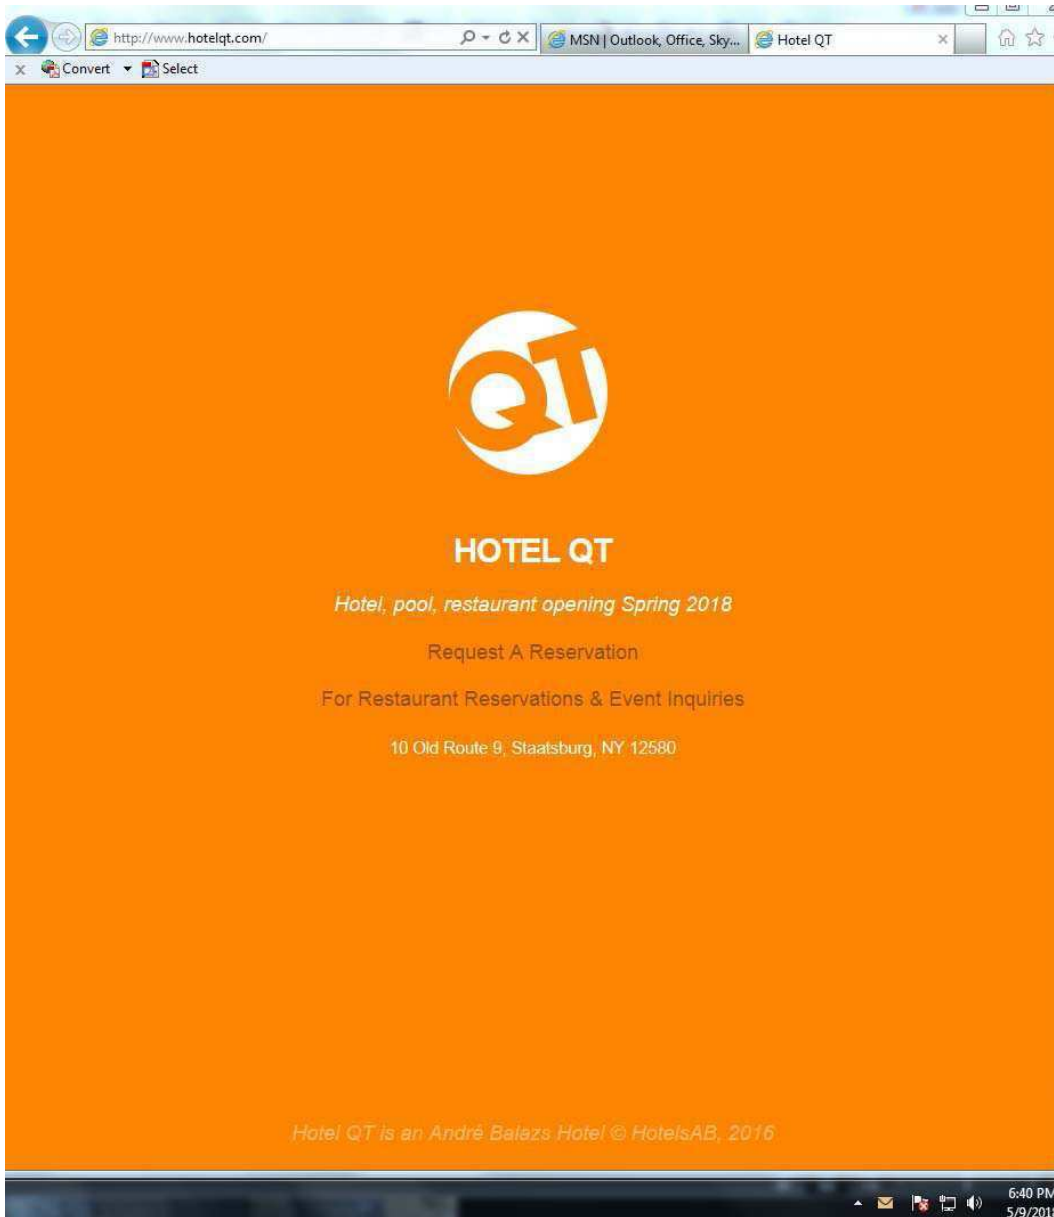 http://www.hotelqt.com/
MSN | Outlook, Office, Sky...
Hotel QT
x Convert Select
QT
HOTEL QT
Hotel, pool, restaurant opening Spring 2018
Request A Reservation
For Restaurant Reservations & Event Inquiries
10 Old Route 9, Staatsburg, NY 12580
Hotel QT is an André Balazs Hotel © HotelsAB, 2016
6:40 PM